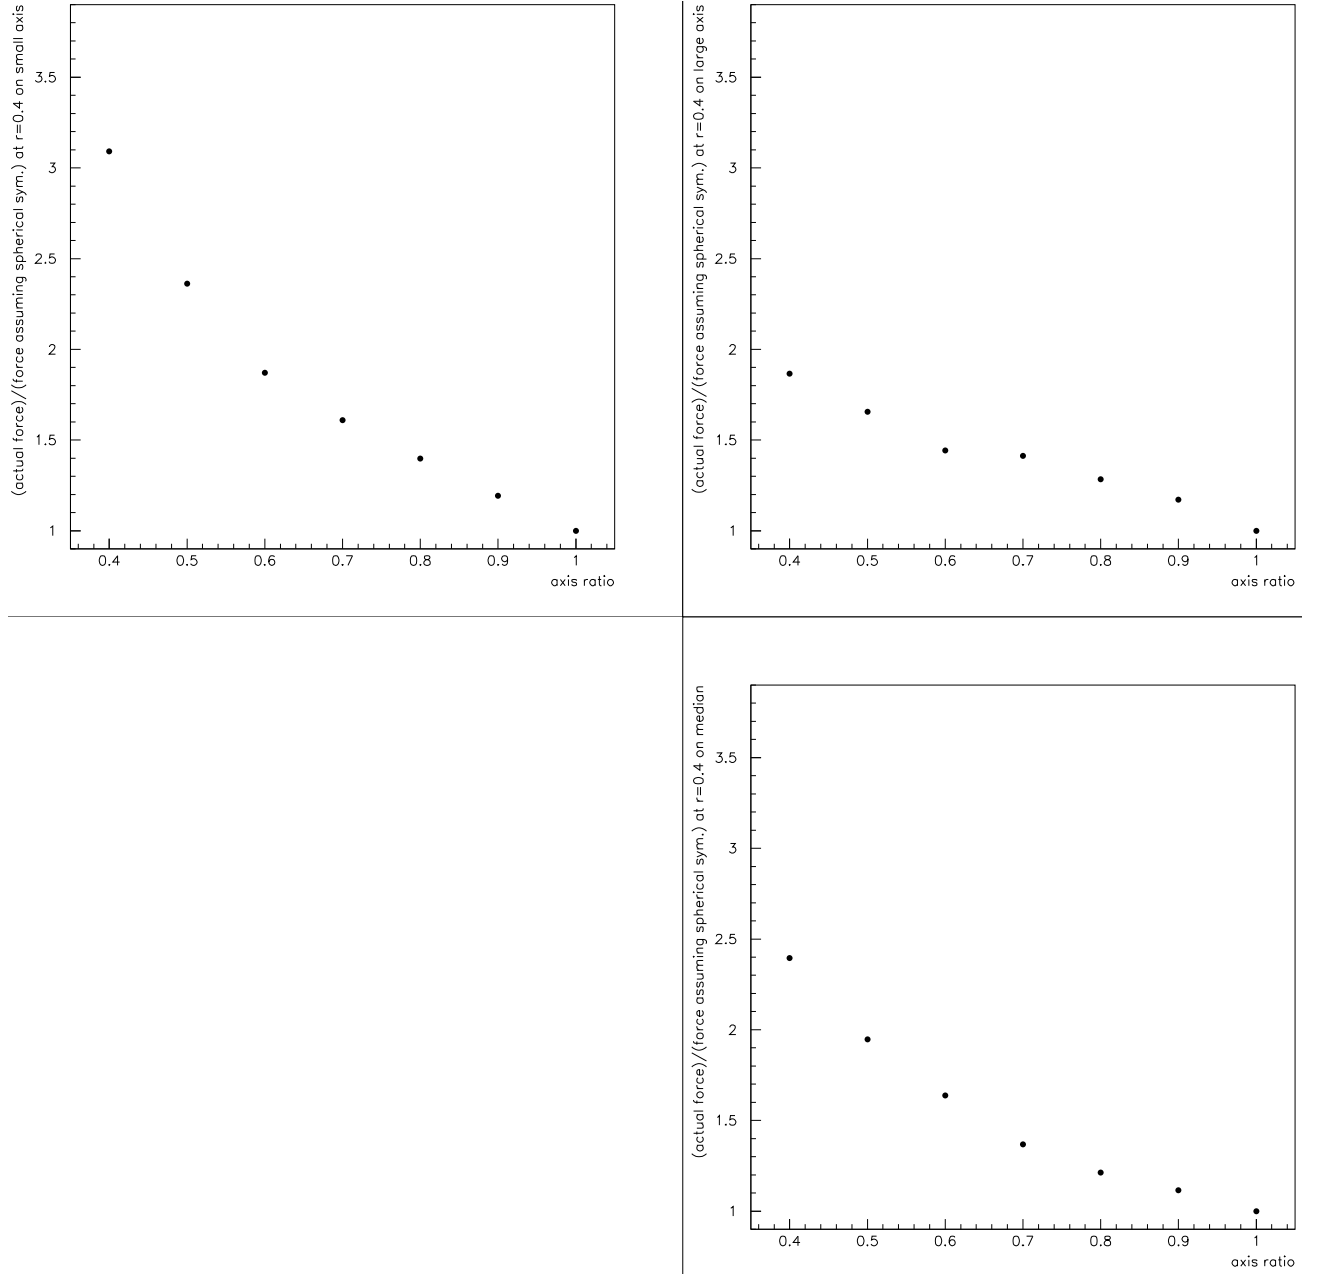 (actual force)/(force assuming spherical sym.) at r=0.4 on small axis
3.5
3
2.5
2
1.5
1
0.4 0.5 0.6 0.7 0.8 0.9 1
axis ratio
(actual force)/(force assuming spherical sym.) at r=0.4 on large axis
3.5
3
2.5
2
1.5
1
0.4 0.5 0.6 0.7 0.8 0.9 1
axis ratio
(actual force)/(force assuming spherical sym.) at r=0.4 on median
3.5
3
2.5
2
1.5
1
0.4 0.5 0.6 0.7 0.8 0.9 1
axis ratio